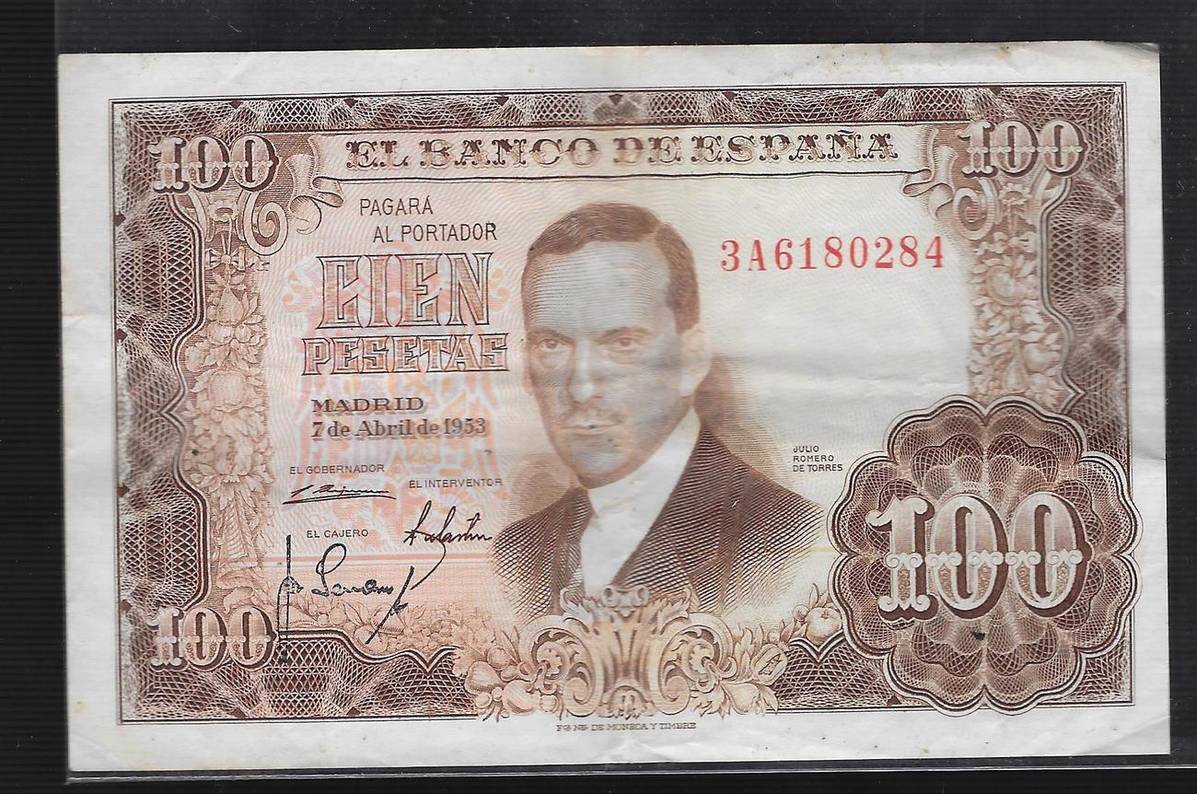 100 EL BANCO DE ESPAÑA 100
PAGARÁ
AL PORTADOR
CIEN
PESETAS
3A6180284
MADRID
7 de Abril de 1953
EL GOBERNADOR
EL INTERVENTOR
EL CAJERO
JULIO
ROMERO
DE TORRES
100
100